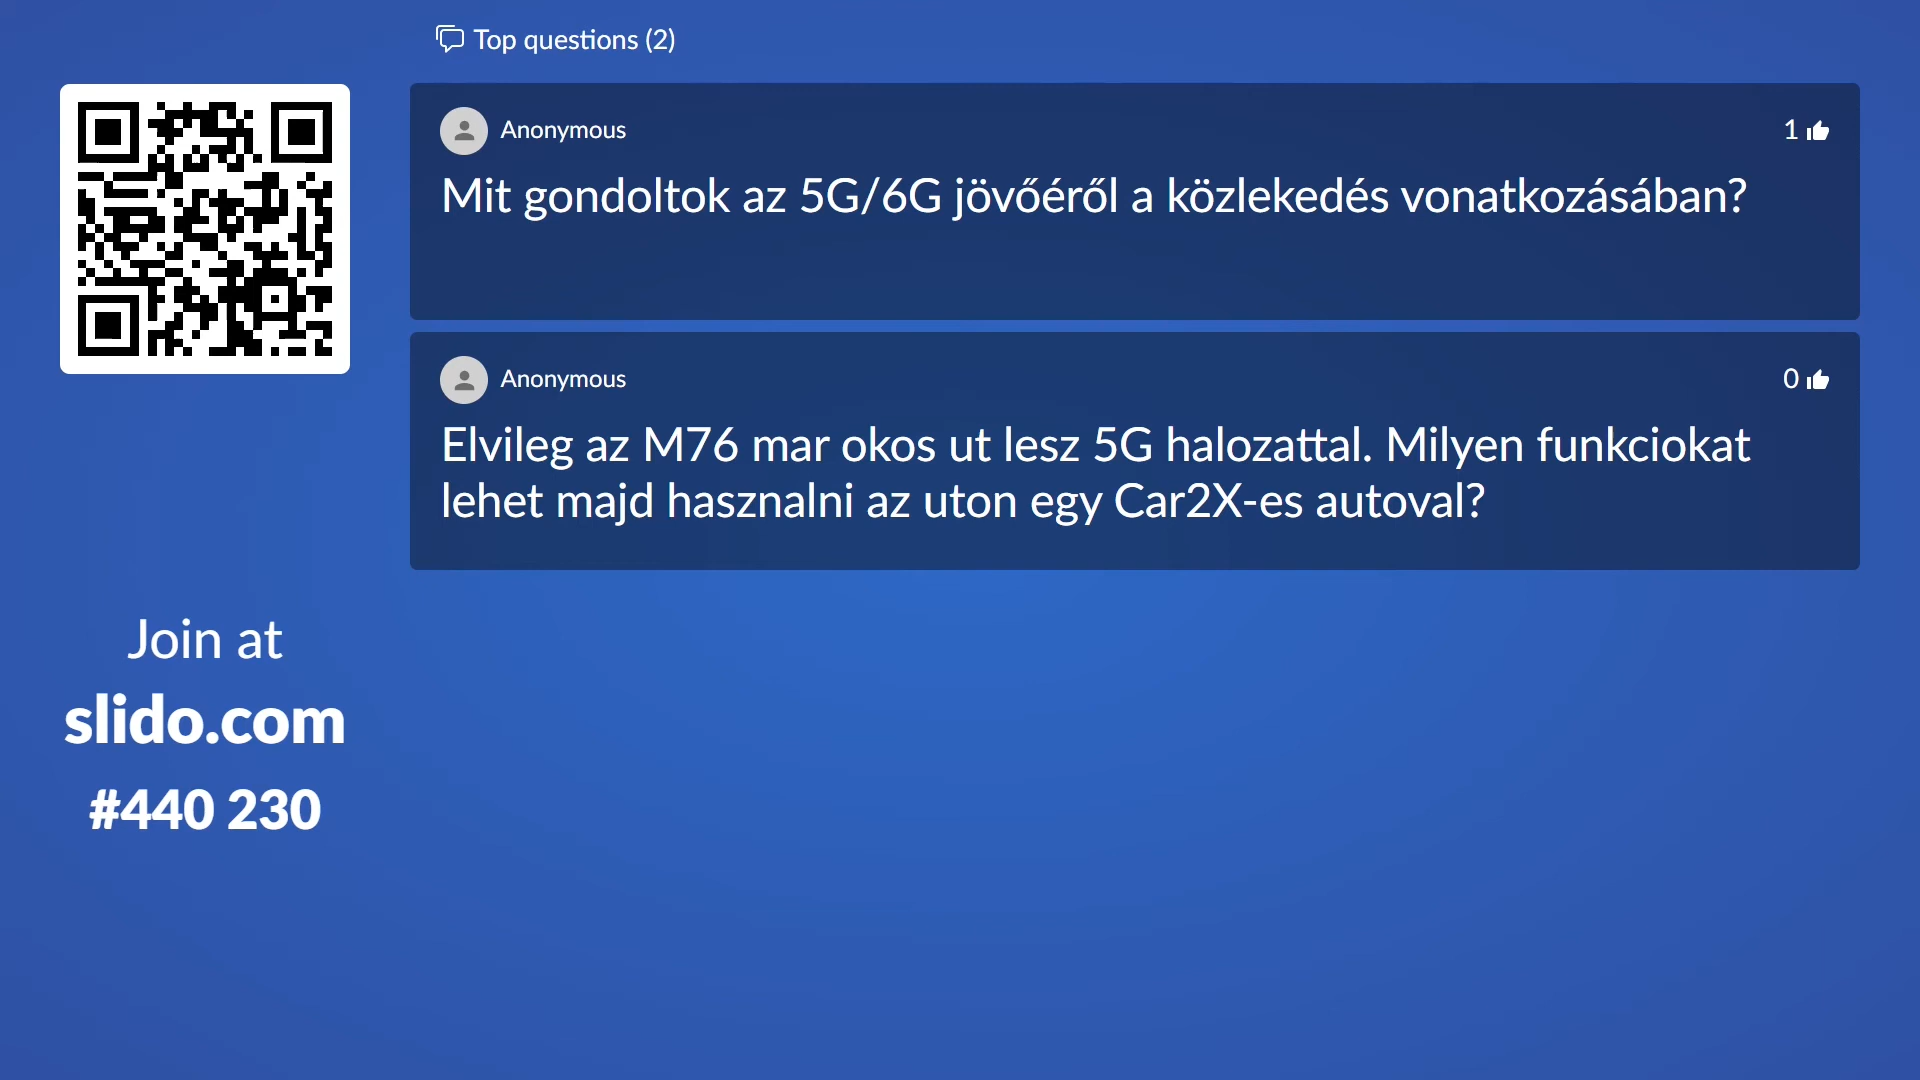 Top questions (2)
Anonymous
1
Mit gondoltok az 5G/6G jövőéről a közlekedés vonatkozásában?
Anonymous
0
Elvileg az M76 mar okos ut lesz 5G halozattal. Milyen funkciokat
lehet majd hasznalni az uton egy Car2X-es autoval?
Join at
slido.com
#440 230